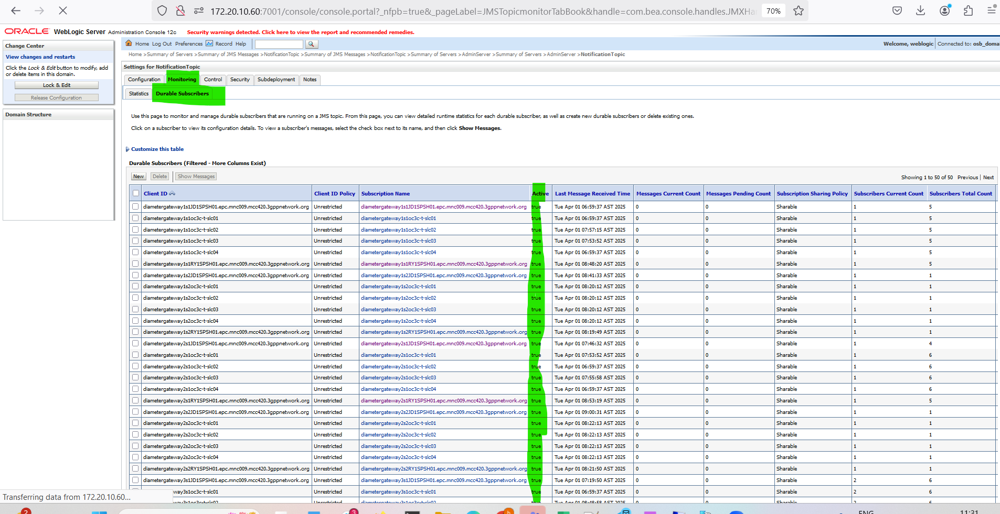 172.20.10.60:7001/console/console.portal?_nfpb=true&_pageLabel=JMSTopicmonitorTabBook&handle=com.bea.console.handles.JMXHa
70%
ORACLE WebLogic Server Administration Console 12c
Security warnings detected. Click here to view the report and recommended remedies.
Change Center
View changes and restarts
Click the Lock & Edit button to modify, add
or delete items in this domain.
Lock & Edit
Release Configuration
Domain Structure
Home Log Out Preferences Record Help
Welcome, weblogic Connected to: osb_domai
Home >Summary of Servers >Summary of JMS Messages >NotificationTopic >Summary of JMS Messages >NotificationTopic >Summary of Servers >AdminServer >Summary of Servers >AdminServer >NotificationTopic
Settings for NotificationTopic
Configuration Monitoring Control Security Subdeployment Notes
Statistics Durable Subscribers
Use this page to monitor and manage durable subscribers that are running on a JMS topic. From this page, you can view detailed runtime statistics for each durable subscriber, as well as create new durable subscribers or delete existing ones.
Click on a subscriber to view its configuration details. To view a subscriber's messages, select the check box next to its name, and then click Show Messages.
Customize this table
Durable Subscribers (Filtered - More Columns Exist)
New Delete Show Messages
Showing 1 to 50 of 50 Previous | Next
Client ID Client ID Policy Subscription Name Active Last Message Received Time Messages Current Count Messages Pending Count Subscription Sharing Policy Subscribers Current Count Subscribers Total Count
diametergateway1s1JD1SPSH01.epc.mnc009.mcc420.3gppnetwork.org Unrestricted diametergateway1s1JD1SPSH01.epc.mnc009.mcc420.3gppnetwork.org true Tue Apr 01 06:59:37 AST 2025 0 0 Sharable 1 5
diametergateway1s1oc3c-t-slc01 Unrestricted diametergateway1s1oc3c-t-slc01 true Tue Apr 01 06:59:37 AST 2025 0 0 Sharable 1 5
diametergateway1s1oc3c-t-slc02 Unrestricted diametergateway1s1oc3c-t-slc02 true Tue Apr 01 07:57:15 AST 2025 0 0 Sharable 1 5
diametergateway1s1oc3c-t-slc03 Unrestricted diametergateway1s1oc3c-t-slc03 true Tue Apr 01 07:53:52 AST 2025 0 0 Sharable 1 5
diametergateway1s1oc3c-t-slc04 Unrestricted diametergateway1s1oc3c-t-slc04 true Tue Apr 01 06:59:37 AST 2025 0 0 Sharable 1 5
diametergateway1s1RY1SPSH01.epc.mnc009.mcc420.3gppnetwork.org Unrestricted diametergateway1s1RY1SPSH01.epc.mnc009.mcc420.3gppnetwork.org true Tue Apr 01 08:48:20 AST 2025 0 0 Sharable 1 5
diametergateway1s2JD1SPSH01.epc.mnc009.mcc420.3gppnetwork.org Unrestricted diametergateway1s2JD1SPSH01.epc.mnc009.mcc420.3gppnetwork.org true Tue Apr 01 08:41:33 AST 2025 0 0 Sharable 1 1
diametergateway1s2oc3c-t-slc01 Unrestricted diametergateway1s2oc3c-t-slc01 true Tue Apr 01 08:20:12 AST 2025 0 0 Sharable 1 1
diametergateway1s2oc3c-t-slc02 Unrestricted diametergateway1s2oc3c-t-slc02 true Tue Apr 01 08:20:12 AST 2025 0 0 Sharable 1 1
diametergateway1s2oc3c-t-slc03 Unrestricted diametergateway1s2oc3c-t-slc03 true Tue Apr 01 08:20:12 AST 2025 0 0 Sharable 1 1
diametergateway1s2oc3c-t-slc04 Unrestricted diametergateway1s2oc3c-t-slc04 true Tue Apr 01 08:20:12 AST 2025 0 0 Sharable 1 1
diametergateway1s2RY1SPSH01.epc.mnc009.mcc420.3gppnetwork.org Unrestricted diametergateway1s2RY1SPSH01.epc.mnc009.mcc420.3gppnetwork.org true Tue Apr 01 08:19:49 AST 2025 0 0 Sharable 1 1
diametergateway2s1JD1SPSH01.epc.mnc009.mcc420.3gppnetwork.org Unrestricted diametergateway2s1JD1SPSH01.epc.mnc009.mcc420.3gppnetwork.org true Tue Apr 01 07:46:32 AST 2025 0 0 Sharable 1 4
diametergateway2s1oc3c-t-slc01 Unrestricted diametergateway2s1oc3c-t-slc01 true Tue Apr 01 07:53:52 AST 2025 0 0 Sharable 1 6
diametergateway2s1oc3c-t-slc02 Unrestricted diametergateway2s1oc3c-t-slc02 true Tue Apr 01 06:59:37 AST 2025 0 0 Sharable 1 6
diametergateway2s1oc3c-t-slc03 Unrestricted diametergateway2s1oc3c-t-slc03 true Tue Apr 01 07:55:58 AST 2025 0 0 Sharable 1 6
diametergateway2s1oc3c-t-slc04 Unrestricted diametergateway2s1oc3c-t-slc04 true Tue Apr 01 06:59:37 AST 2025 0 0 Sharable 1 6
diametergateway2s1RY1SPSH01.epc.mnc009.mcc420.3gppnetwork.org Unrestricted diametergateway2s1RY1SPSH01.epc.mnc009.mcc420.3gppnetwork.org true Tue Apr 01 08:53:19 AST 2025 0 0 Sharable 1 5
diametergateway2s2JD1SPSH01.epc.mnc009.mcc420.3gppnetwork.org Unrestricted diametergateway2s2JD1SPSH01.epc.mnc009.mcc420.3gppnetwork.org true Tue Apr 01 09:00:31 AST 2025 0 0 Sharable 1 1
diametergateway2s2oc3c-t-slc01 Unrestricted diametergateway2s2oc3c-t-slc01 true Tue Apr 01 08:22:13 AST 2025 0 0 Sharable 1 1
diametergateway2s2oc3c-t-slc02 Unrestricted diametergateway2s2oc3c-t-slc02 true Tue Apr 01 08:22:13 AST 2025 0 0 Sharable 1 1
diametergateway2s2oc3c-t-slc03 Unrestricted diametergateway2s2oc3c-t-slc03 true Tue Apr 01 08:22:13 AST 2025 0 0 Sharable 1 1
diametergateway2s2oc3c-t-slc04 Unrestricted diametergateway2s2oc3c-t-slc04 true Tue Apr 01 08:22:13 AST 2025 0 0 Sharable 1 1
diametergateway2s2RY1SPSH01.epc.mnc009.mcc420.3gppnetwork.org Unrestricted diametergateway2s2RY1SPSH01.epc.mnc009.mcc420.3gppnetwork.org true Tue Apr 01 08:21:50 AST 2025 0 0 Sharable 1 1
diametergateway3s1JD1SPSH01.epc.mnc009.mcc420.3gppnetwork.org Unrestricted diametergateway3s1JD1SPSH01.epc.mnc009.mcc420.3gppnetwork.org true Tue Apr 01 07:19:50 AST 2025 0 0 Sharable 2 6
way3s1oc3c-t-slc01 Unrestricted diametergateway3s1oc3c-t-slc01 true Tue Apr 01 06:59:37 AST 2025 0 0 Sharable 2 6
Transferring data from 172.20.10.60...
2
3
ENG
11:31